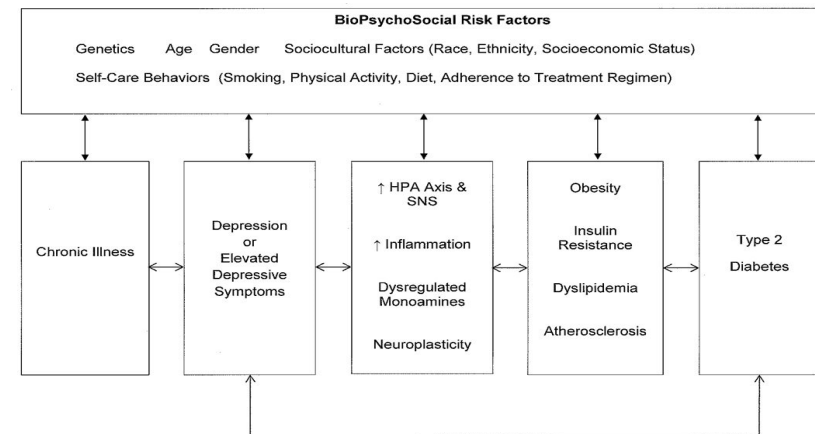 BioPsychoSocial Risk Factors
Genetics Age Gender Sociocultural Factors (Race, Ethnicity, Socioeconomic Status)
Self-Care Behaviors (Smoking, Physical Activity, Diet, Adherence to Treatment Regimen)
Chronic Illness
Depression
or
Elevated
Depressive
Symptoms
↑ HPA Axis &
SNS
↑ Inflammation
Dysregulated
Monoamines
Neuroplasticity
Obesity
Insulin
Resistance
Dyslipidemia
Atherosclerosis
Type 2
Diabetes